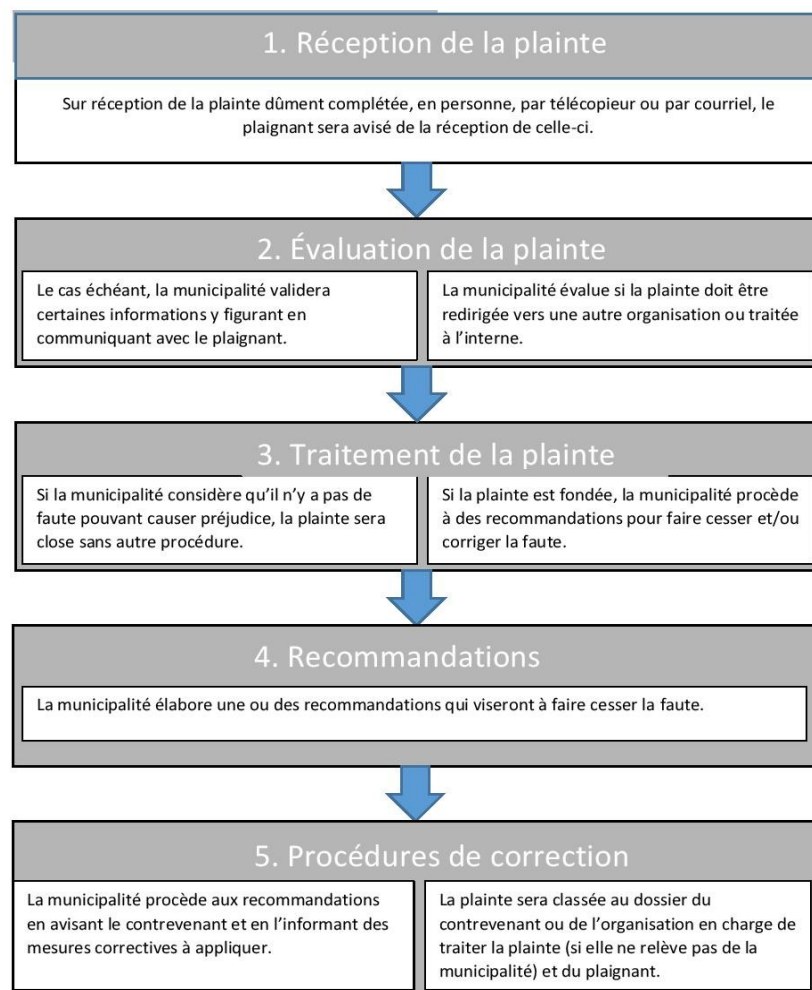 1. Réception de la plainte
Sur réception de la plainte dûment complétée, en personne, par télécopieur ou par courriel, le
plaignant sera avisé de la réception de celle-ci.
2. Évaluation de la plainte
Le cas échéant, la municipalité validera
certaines informations y figurant en
communiquant avec le plaignant.
La municipalité évalue si la plainte doit être
redirigée vers une autre organisation ou traitée
à l’interne.
3. Traitement de la plainte
Si la municipalité considère qu’il n’y a pas de
faute pouvant causer préjudice, la plainte sera
close sans autre procédure.
Si la plainte est fondée, la municipalité procède
à des recommandations pour faire cesser et/ou
corriger la faute.
4. Recommandations
La municipalité élabore une ou des recommandations qui viseront à faire cesser la faute.
5. Procédures de correction
La municipalité procède aux recommandations
en avisant le contrevenant et en l’informant des
mesures correctives à appliquer.
La plainte sera classée au dossier du
contrevenant ou de l’organisation en charge de
traiter la plainte (si elle ne relève pas de la
municipalité) et du plaignant.